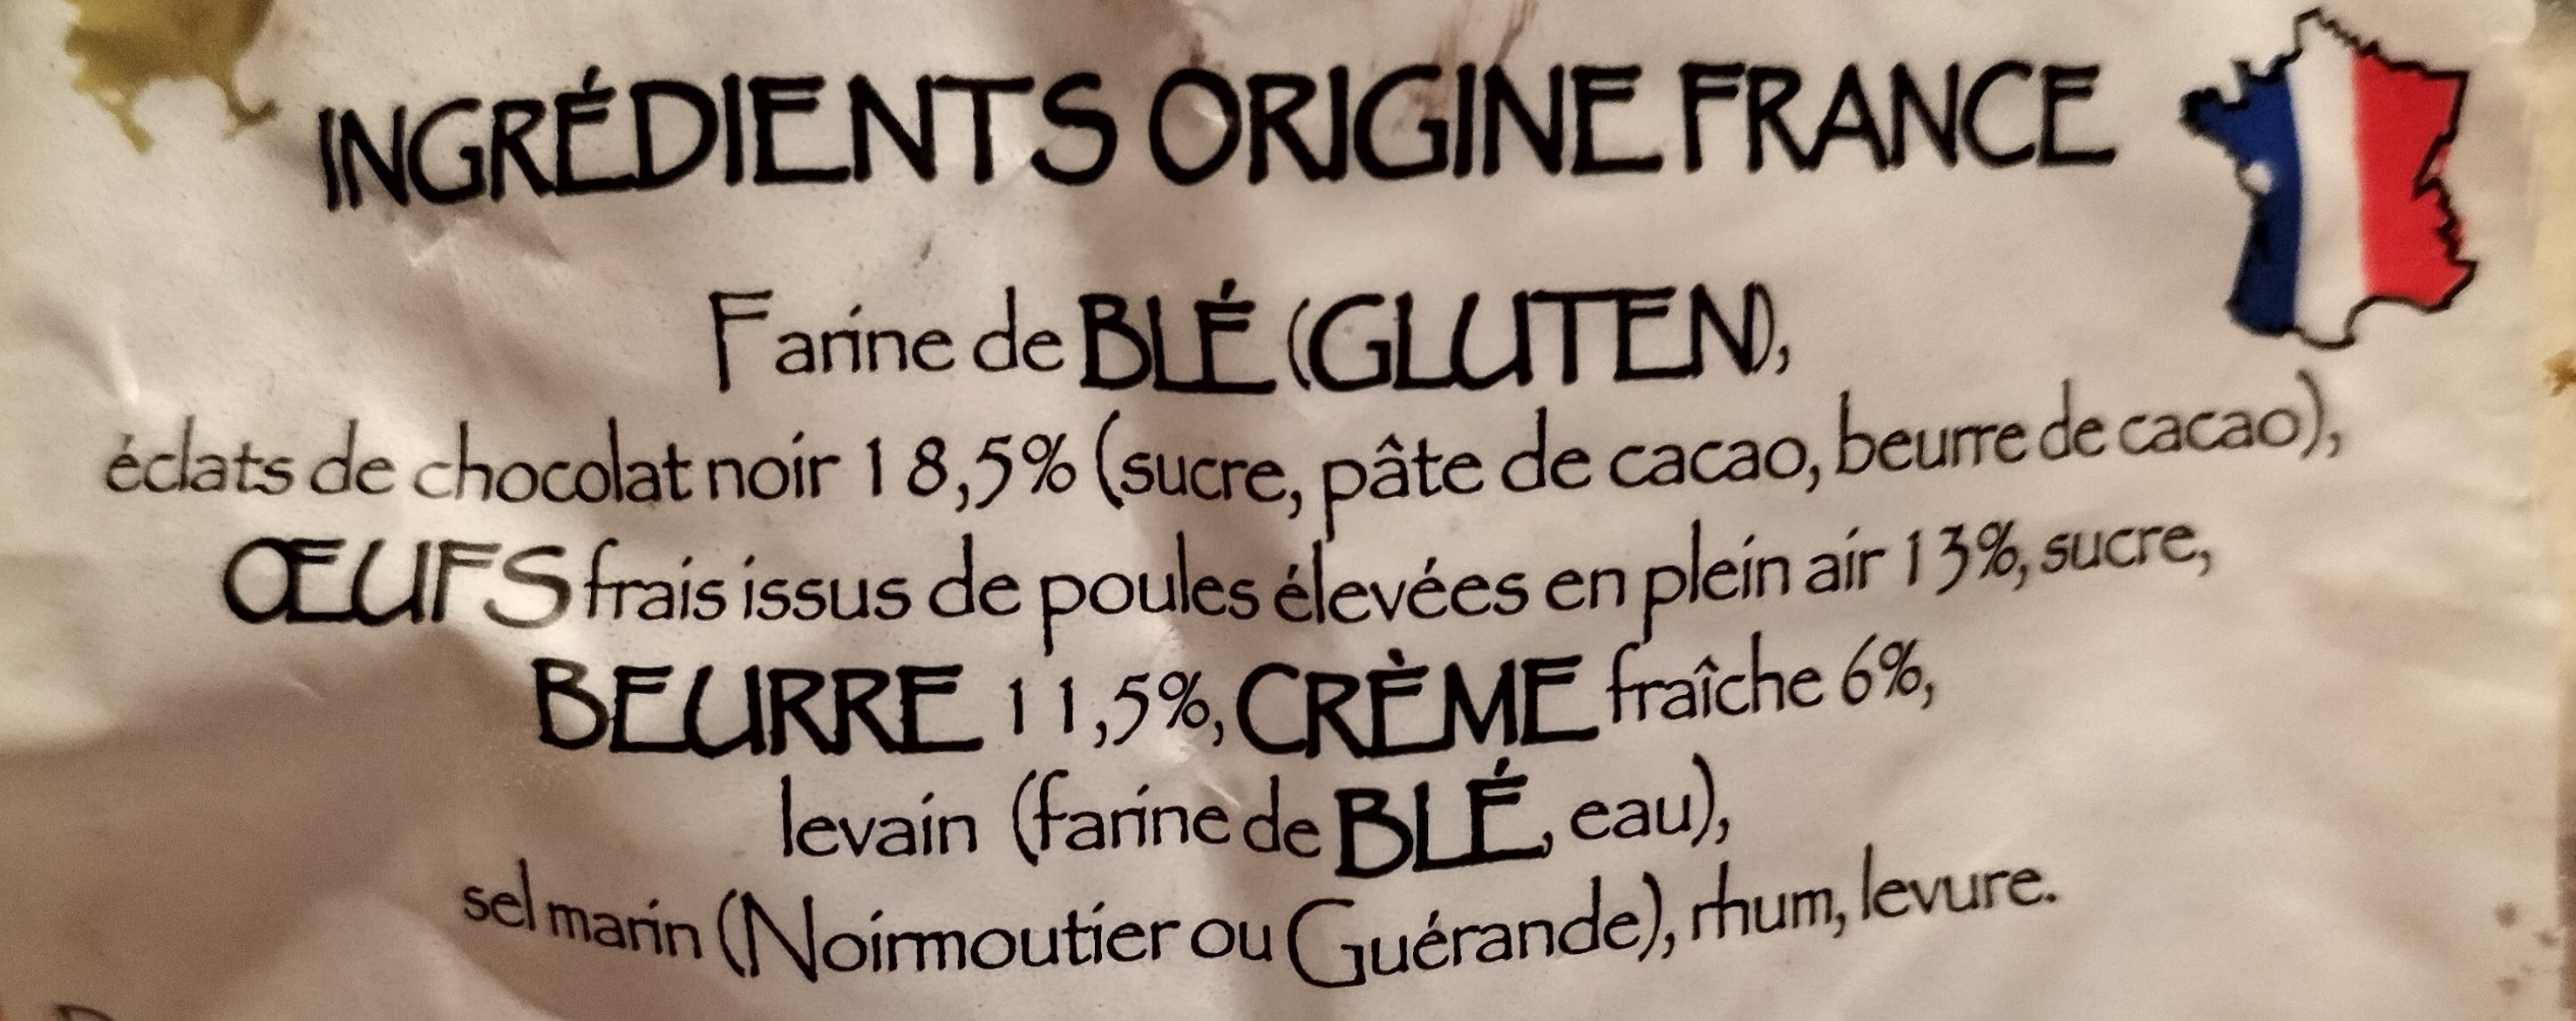 INGRÉDIENTS ORIGINE FRANCE
Farine de BLÉ (GLUTEN),
éclats de chocolat noir 18,5% (sucre, pâte de cacao, beurre de cacao),
ŒUFS frais issus de poules élevées en plein air 13%, sucre,
BEURRE 11,5%, CRÈME fraîche 6%,
levain (farine de BLÉ, eau),
sel marin (Noirmoutier ou Guérande), rhum, levure.